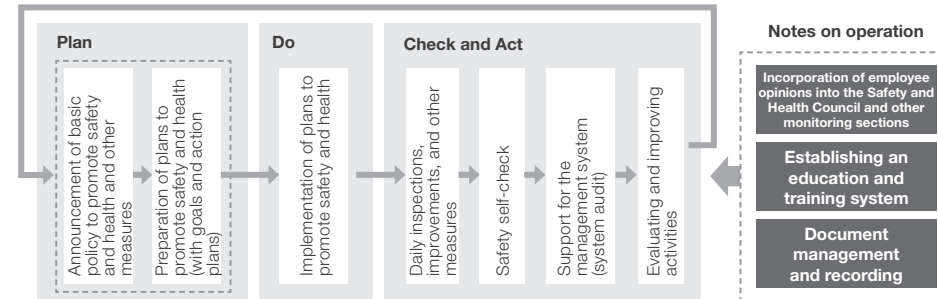 Plan
Announcement of basic
policy to promote safety
and health and other
measures
Preparation of plans to
promote safety and health
(with goals and action
plans)
Do
Implementation of plans to
promote safety and health
Check and Act
Daily inspections,
improvements, and other
measures
Safety self-check
Support for the
management system
(system audit)
Evaluating and improving
activities
Notes on operation
Incorporation of employee
opinions into the Safety and
Health Council and other
monitoring sections
Establishing an
education and
training system
Document
management
and recording